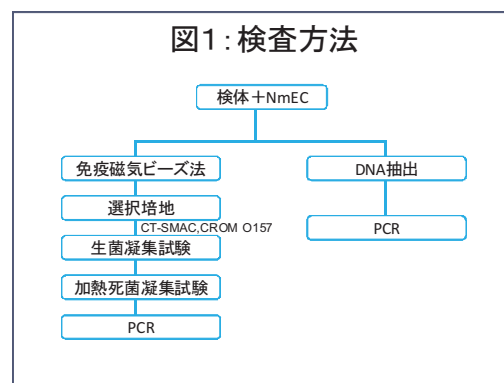 図1：検査方法
検体＋NmEC
免疫磁気ビーズ法
選択培地
CT-SMAC,CROM O157
生菌凝集試験
加熱死菌凝集試験
PCR
DNA抽出
PCR